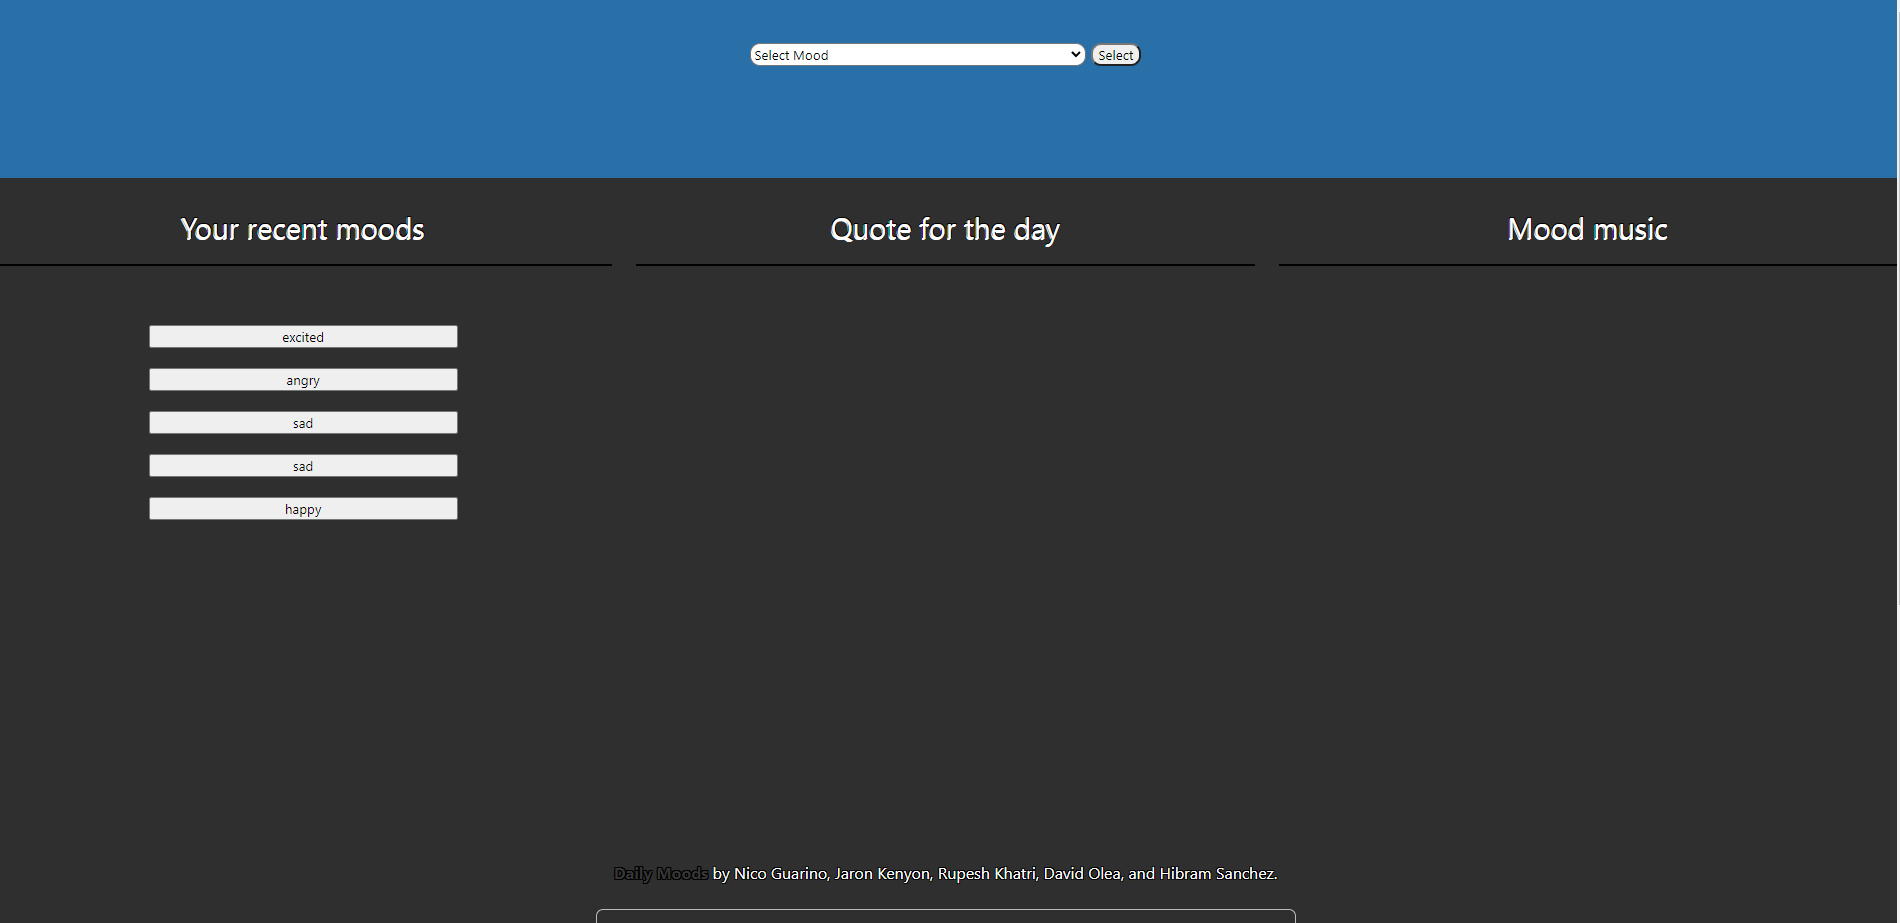 Select Mood Select
Your recent moods
Quote for the day
Mood music
excited
angry
sad
sad
happy
Daily Moods by Nico Guarino, Jaron Kenyon, Rupesh Khatri, David Olea, and Hibram Sanchez.